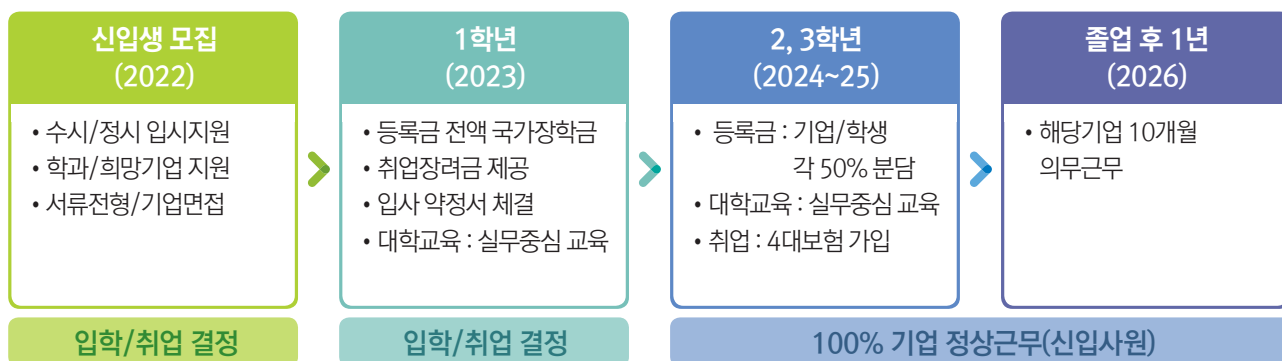 신입생 모집
(2022)
• 수시/정시 입시지원
• 학과/희망기업 지원
• 서류전형/기업면접
입학/취업 결정
1학년
(2023)
• 등록금 전액 국가장학금
• 취업장려금 제공
• 입사 약정서 체결
• 대학교육 : 실무중심 교육
입학/취업 결정
2, 3학년
(2024~25)
• 등록금 : 기업/학생
각 50% 분담
• 대학교육 : 실무중심 교육
• 취업 : 4대보험 가입
졸업 후 1년
(2026)
• 해당기업 10개월
의무근무
100% 기업 정상근무(신입사원)